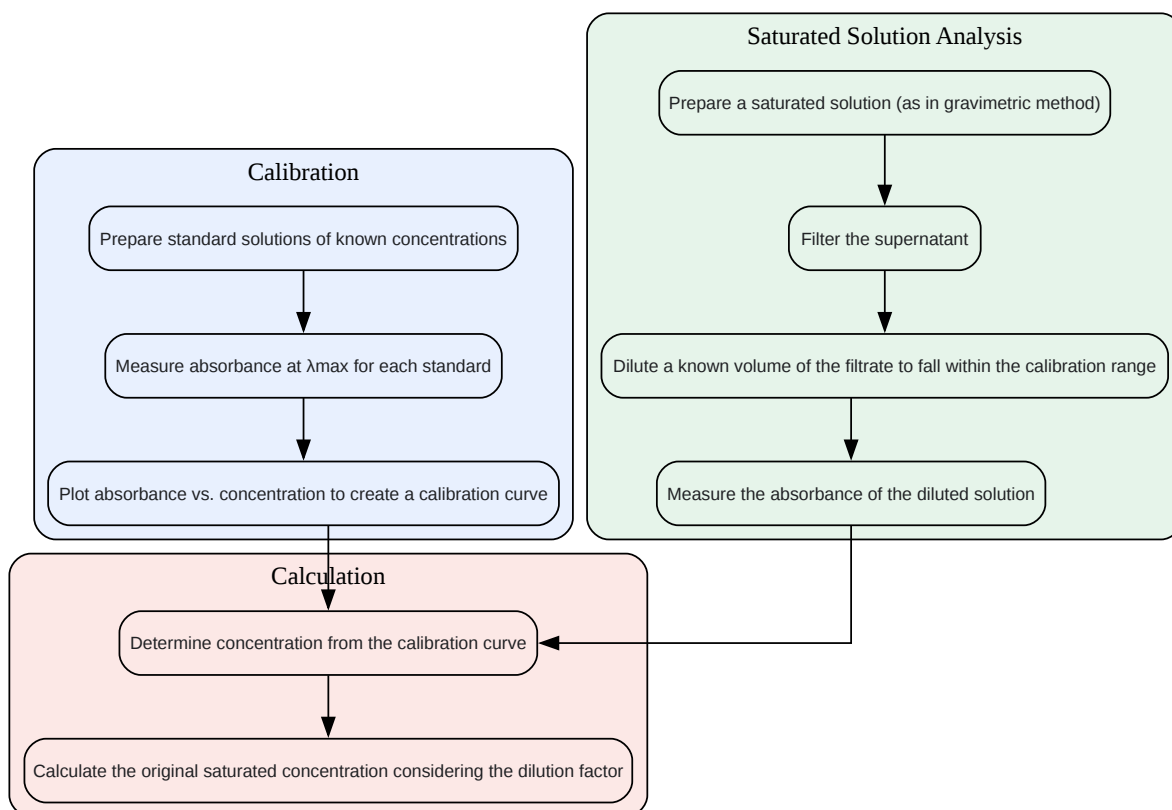 Saturated Solution Analysis
Prepare a saturated solution (as in gravimetric method)
Filter the supernatant
Dilute a known volume of the filtrate to fall within the calibration range
Measure the absorbance of the diluted solution
Calibration
Prepare standard solutions of known concentrations
Measure absorbance at λmax for each standard
Plot absorbance vs. concentration to create a calibration curve
Calculation
Determine concentration from the calibration curve
Calculate the original saturated concentration considering the dilution factor